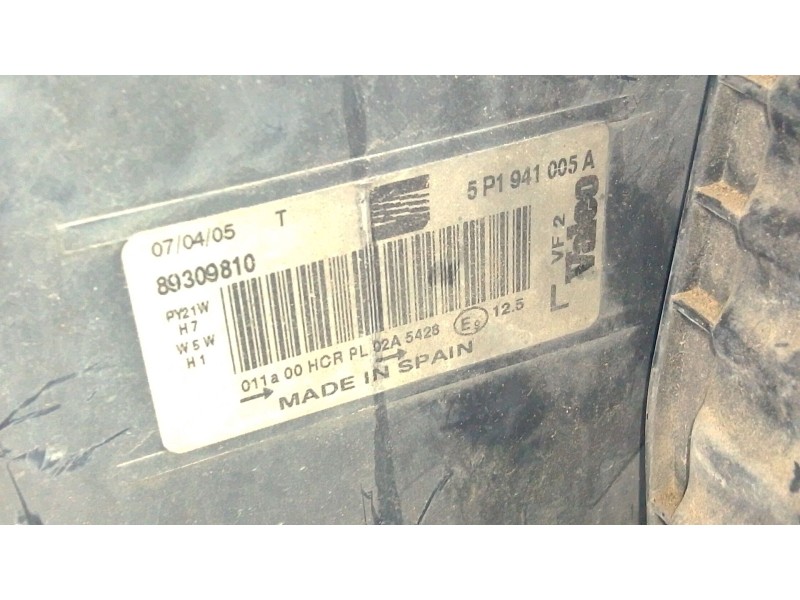 07/04/05 T 5 P1 941 005 A
89309810
VF 2
Valeo
L
PY21W
H 7
W 5 W
H 1
011a 00 HCR PL 02A 5428 E9 12.5
MADE IN SPAIN